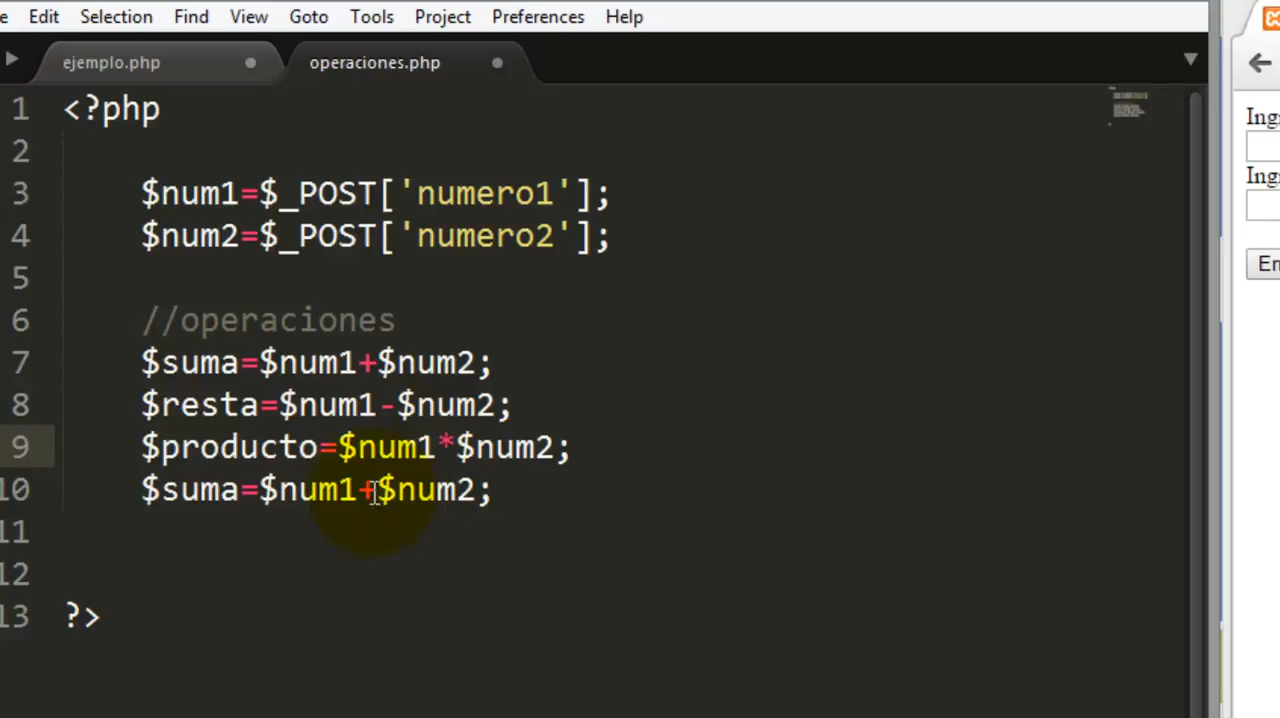 Edit Selection Find View Goto Tools Project Preferences Help
ejemplo.php operaciones.php
1 <?php
2
3 $num1=$_POST['numero1'];
4 $num2=$_POST['numero2'];
5
6 //operaciones
7 $suma=$num1+$num2;
8 $resta=$num1-$num2;
9 $producto=$num1*$num2;
10 $suma=$num1+$num2;
11
12
13 ?>